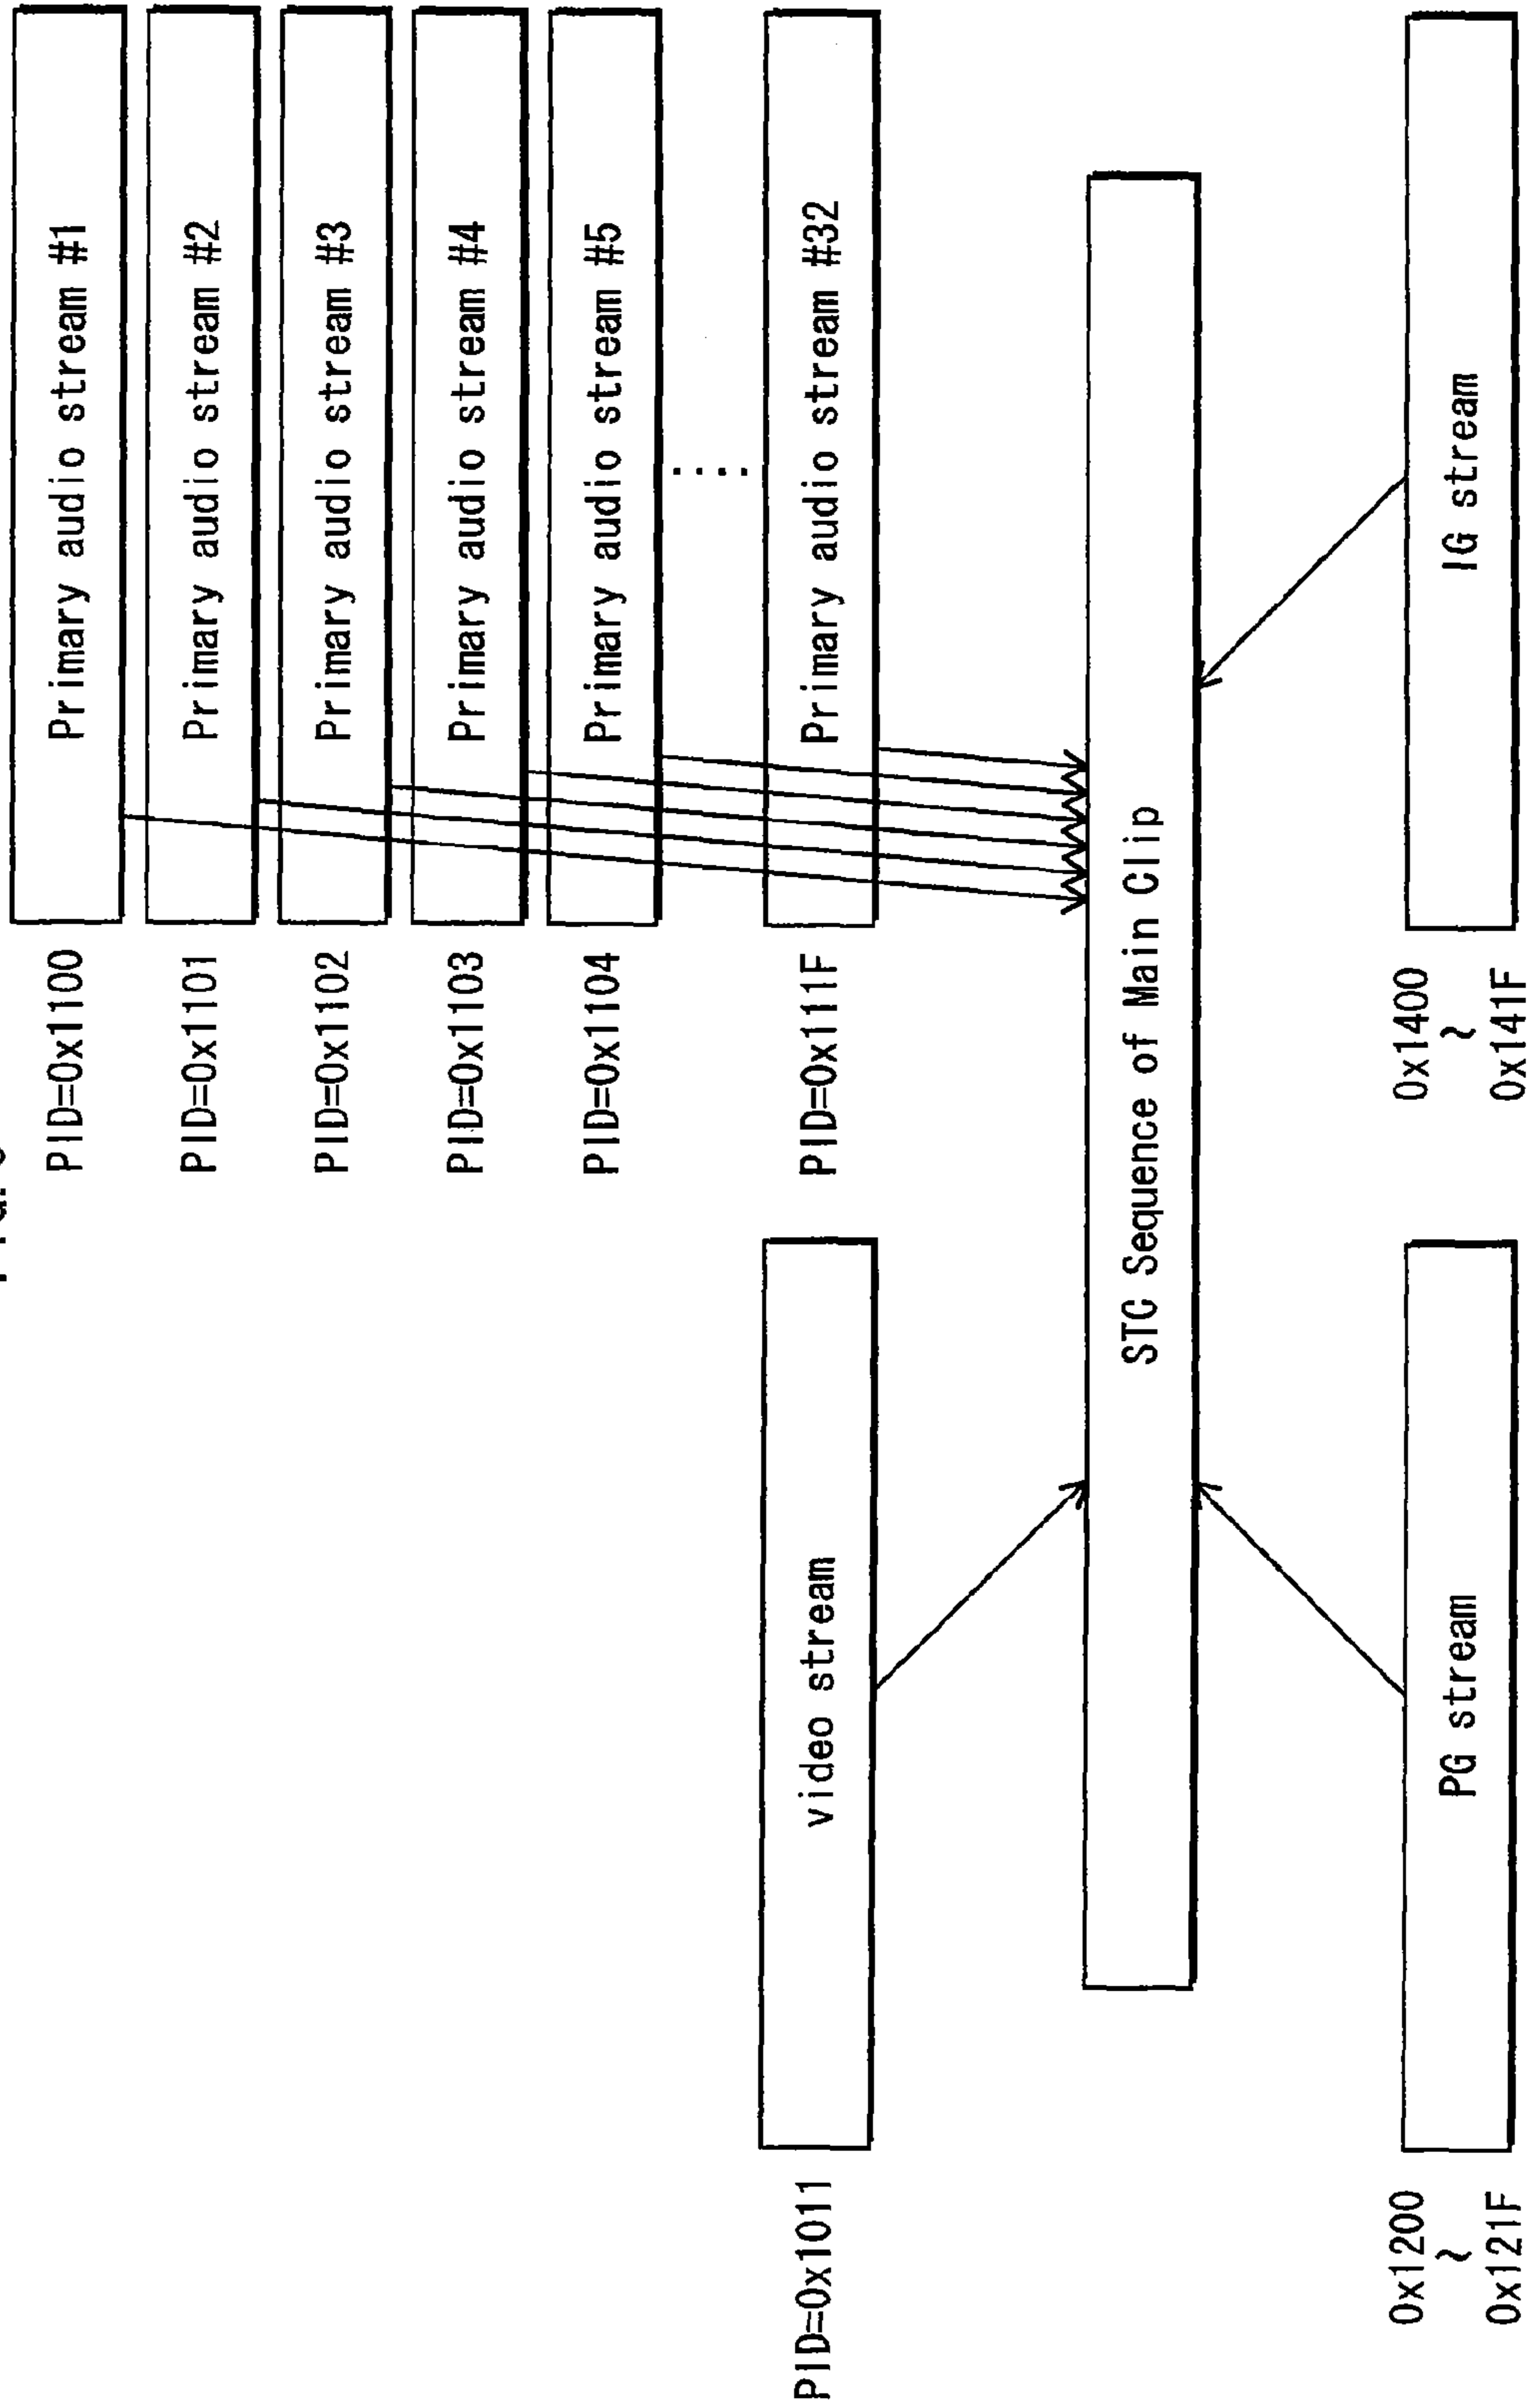 PID=0x1100
Primary audio stream #1
PID=0x1101
Primary audio stream #2
PID=0x1102
Primary audio stream #3
PID=0x1103
Primary audio stream #4
PID=0x1104
Primary audio stream #5
PID=0x1011
video stream
PID=0x111F
Primary audio stream #32
STC Sequence of Main Clip
0x1200
~
0x121F
PG stream
0x1400
~
0x141F
IG stream